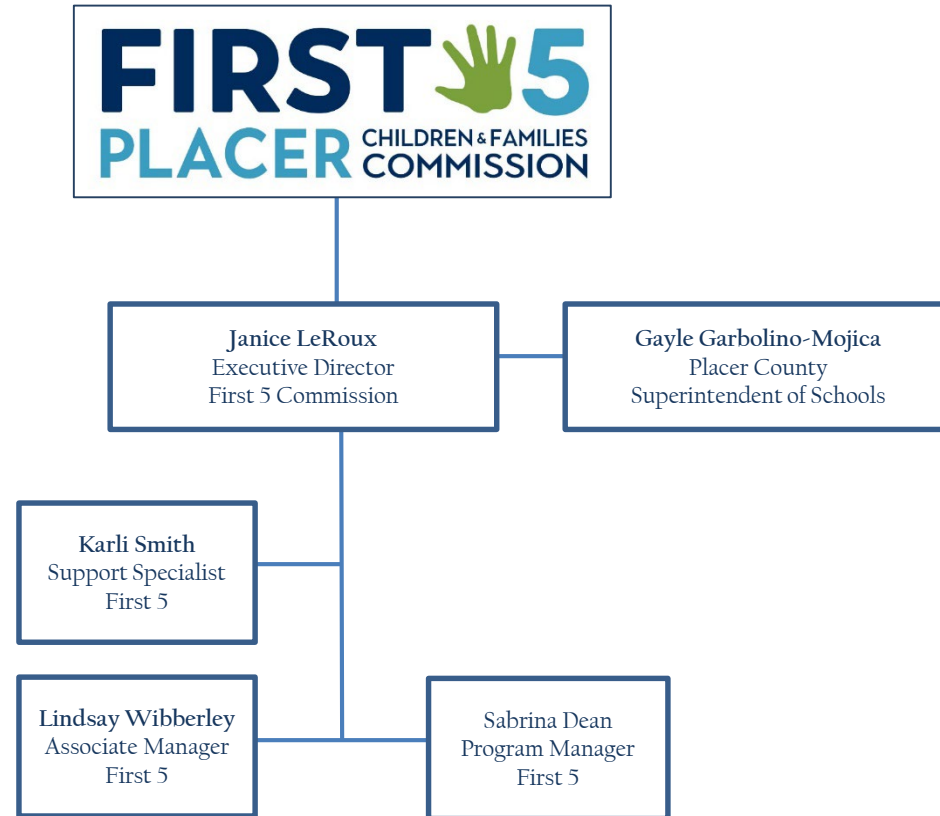 FIRST 5
PLACER CHILDREN & FAMILIES
COMMISSION
Janice LeRoux
Executive Director
First 5 Commission
Gayle Garbolino-Mojica
Placer County
Superintendent of Schools
Karli Smith
Support Specialist
First 5
Lindsay Wibberley
Associate Manager
First 5
Sabrina Dean
Program Manager
First 5